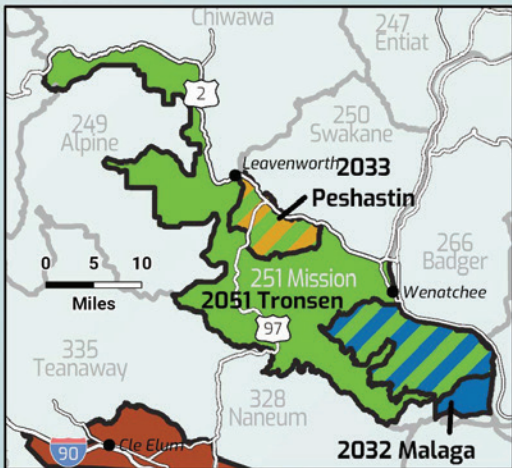 Chiwawa
247
Entiat
2
249
Alpine
250
Swakane
Leavenworth
2033
Peshastin
266
Badger
0 5 10
Miles
251 Mission
2051 Tronsen
Wenatchee
97
335
Teanaway
328
Naneum
90
Cle Elum
2032 Malaga